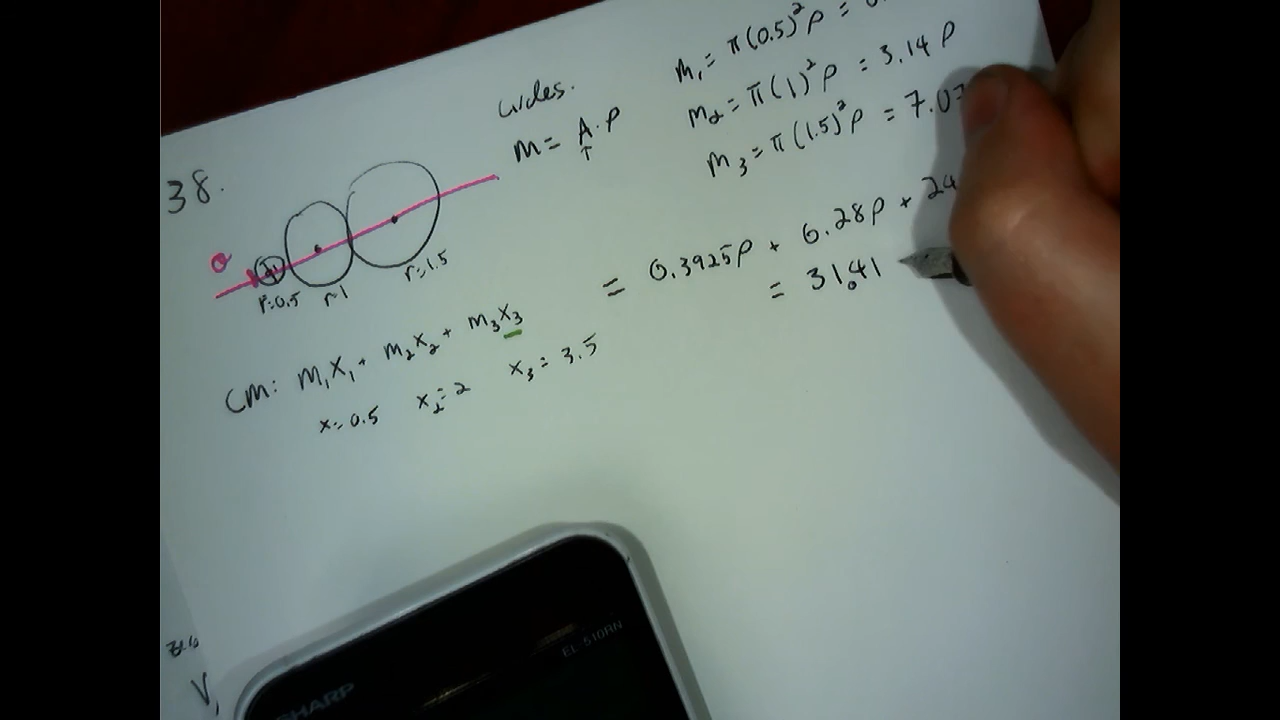 38.
Circles.
m = A · ρ
m₁ = π(0.5)²ρ =
m₂ = π(1)²ρ = 3.14 ρ
m₃ = π(1.5)²ρ = 7.07
0
r=0.5 r=1 r=1.5
CM: m₁x₁ + m₂x₂ + m₃x₃
x=0.5 x₂=2 x₃=3.5
= 0.3925ρ + 6.28ρ + 24
= 31.41
V,
SHARP
EL-510RN